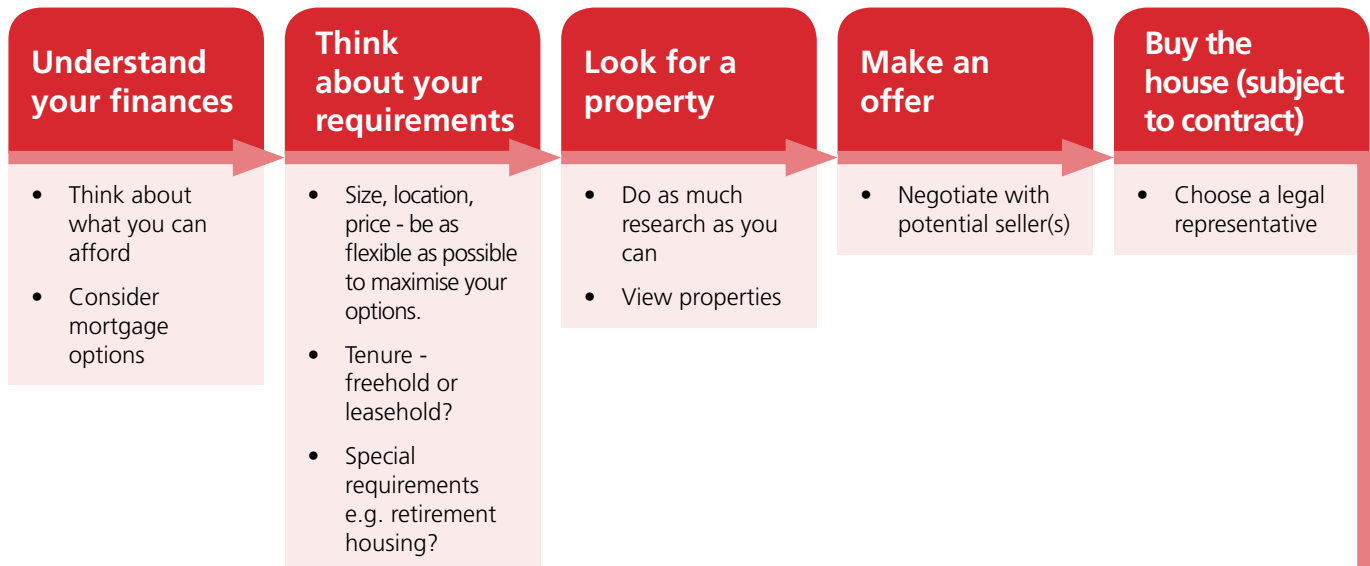 Understand
your finances
• Think about
what you can
afford
• Consider
mortgage
options
Think
about your
requirements
• Size, location,
price - be as
flexible as possible
to maximise your
options.
• Tenure -
freehold or
leasehold?
• Special
requirements
e.g. retirement
housing?
Look for a
property
• Do as much
research as you
can
• View properties
Make an
offer
• Negotiate with
potential seller(s)
Buy the
house (subject
to contract)
• Choose a legal
representative